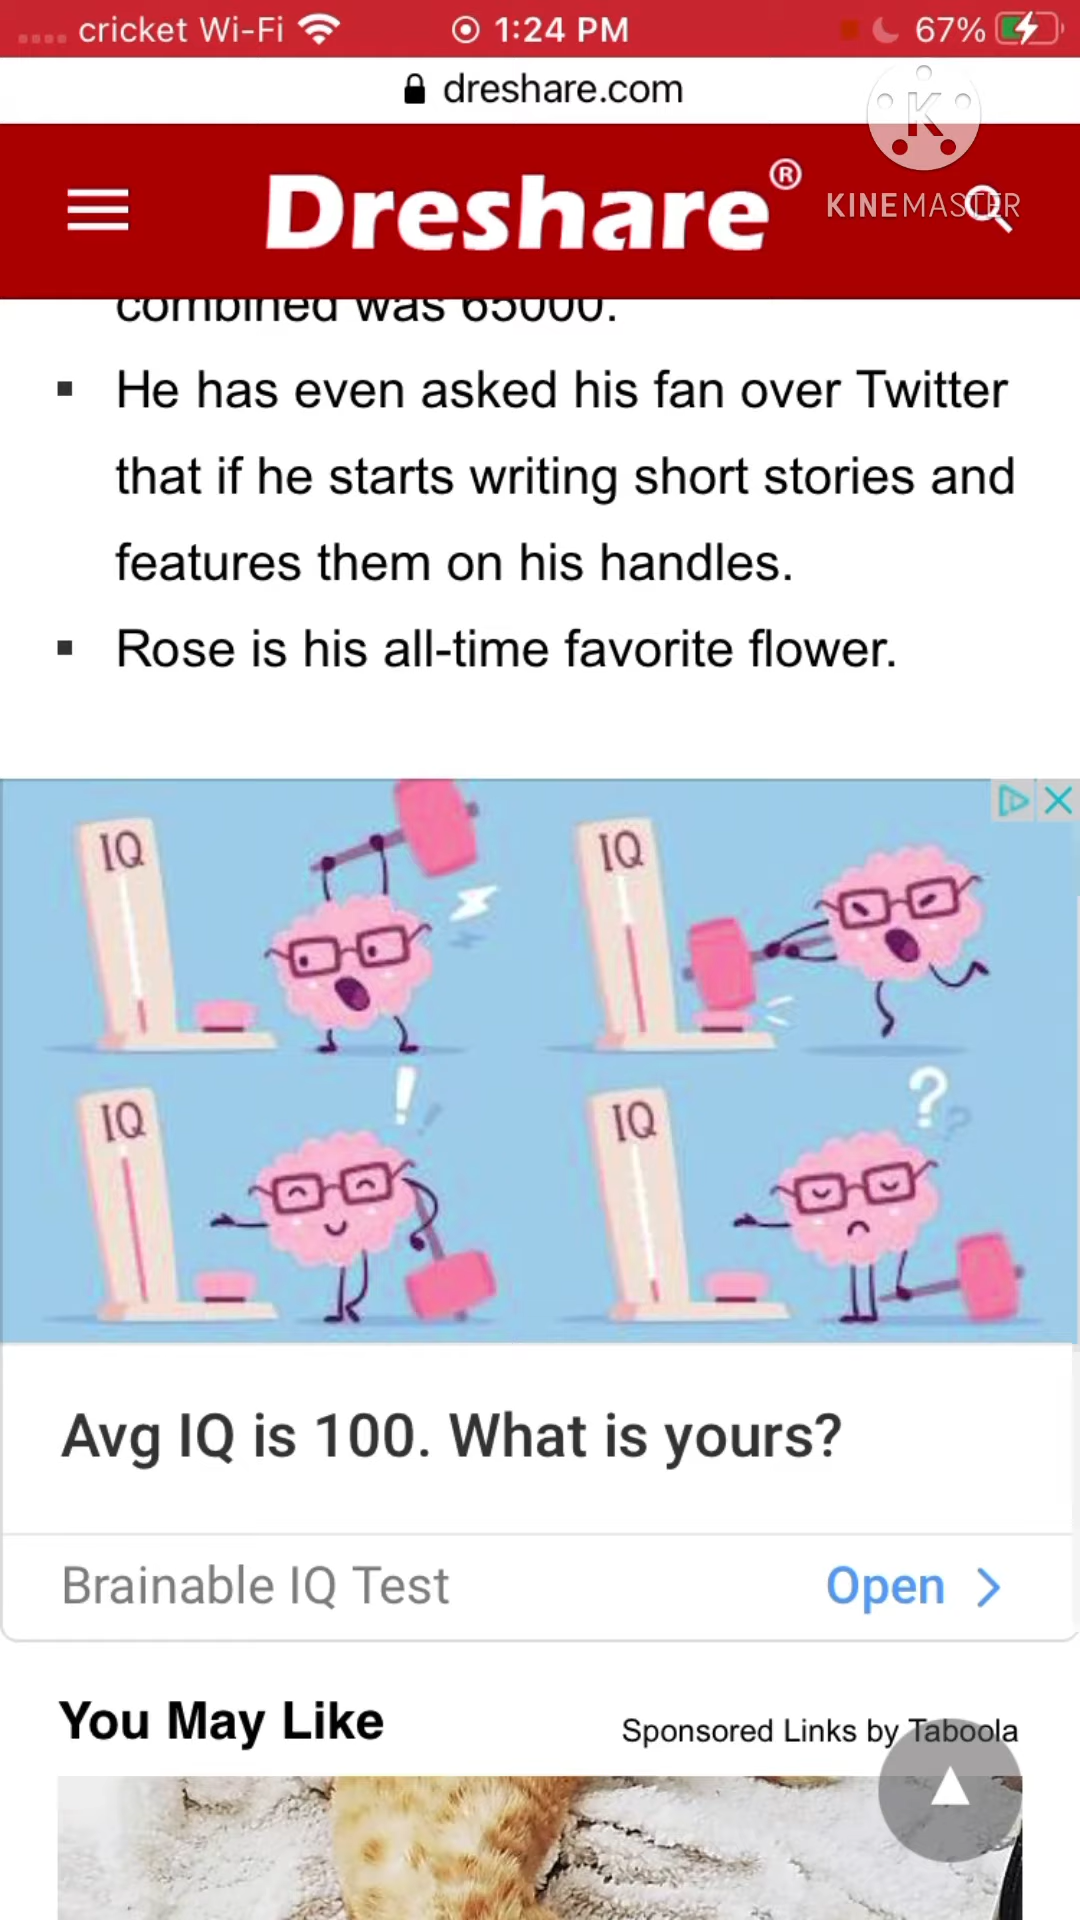 cricket Wi-Fi 1:24 PM 67%
dreshare.com
K
KINEMASTER
Dreshare®
combined was 65000.
▪ He has even asked his fan over Twitter
that if he starts writing short stories and
features them on his handles.
▪ Rose is his all-time favorite flower.
IQ IQ
! ? ?
IQ IQ
Avg IQ is 100. What is yours?
Brainable IQ Test Open >
You May Like Sponsored Links by Taboola